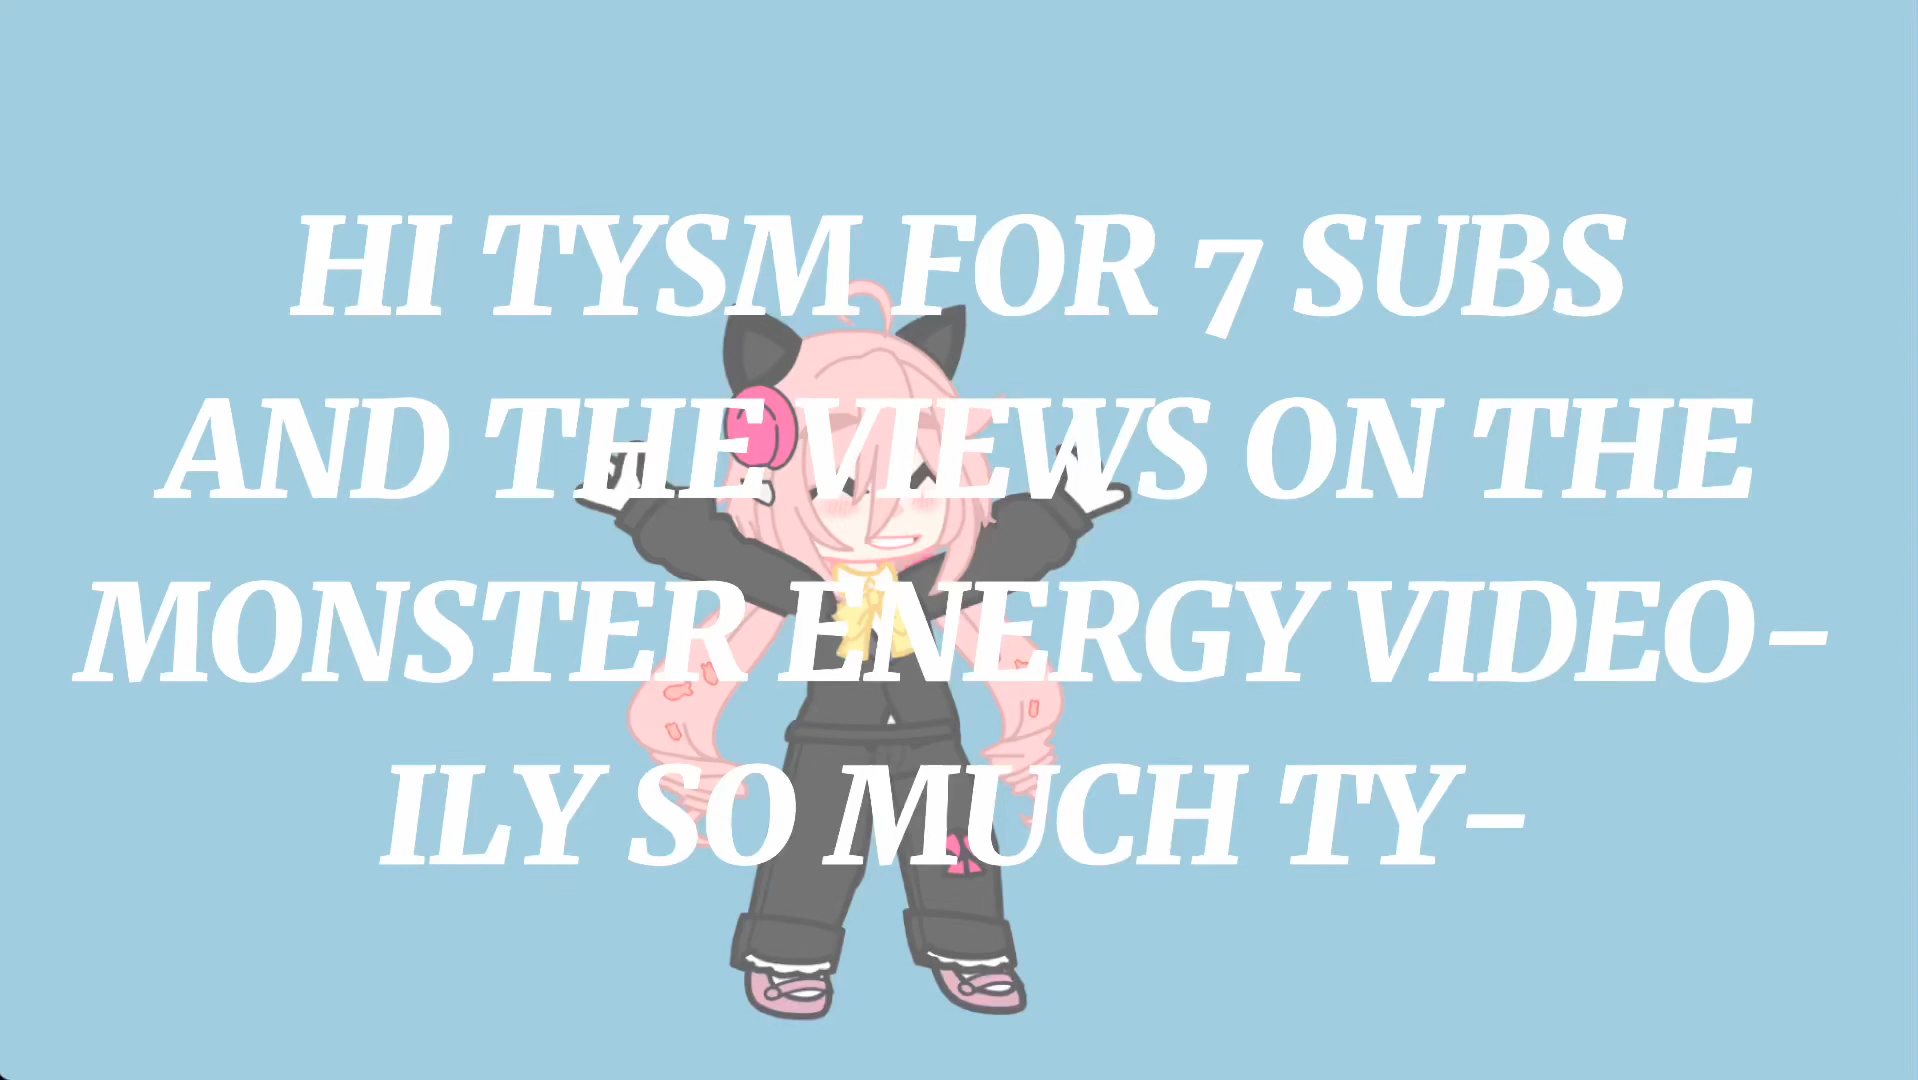 HI TYSM FOR 7 SUBS
AND THE VIEWS ON THE
MONSTER ENERGY VIDEO-
ILY SO MUCH TY-